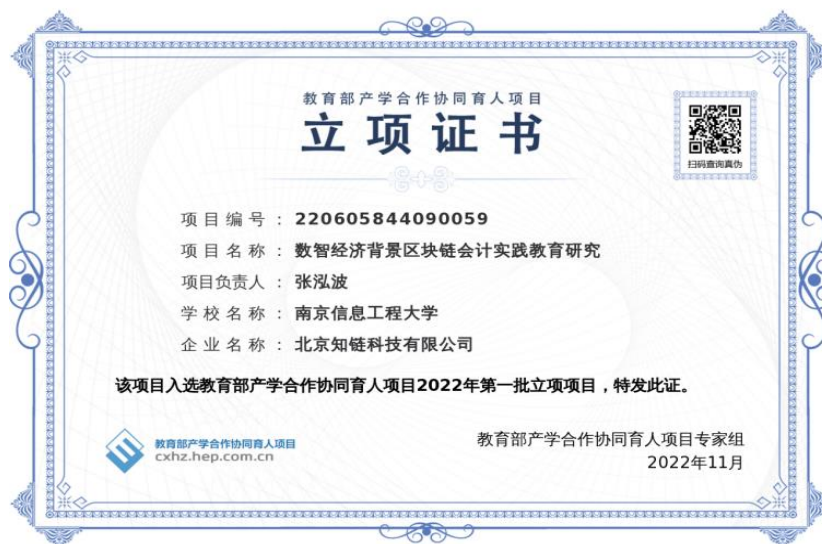 教育部产学合作协同育人项目
立项证书
扫码查询真伪
项目编号：220605844090059
项目名称：数智经济背景区块链会计实践教育研究
项目负责人：张泓波
学校名称：南京信息工程大学
企业名称：北京知链科技有限公司
该项目入选教育部产学合作协同育人项目2022年第一批立项项目，特发此证。
教育部产学合作协同育人项目
cxhz.hep.com.cn
教育部产学合作协同育人项目专家组
2022年11月